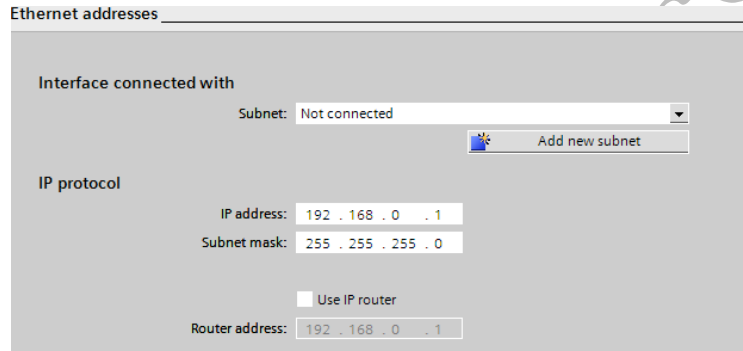 Ethernet addresses
Interface connected with
Subnet: Not connected
Add new subnet
IP protocol
IP address: 192 . 168 . 0 . 1
Subnet mask: 255 . 255 . 255 . 0
Use IP router
Router address: 192 . 168 . 0 . 1